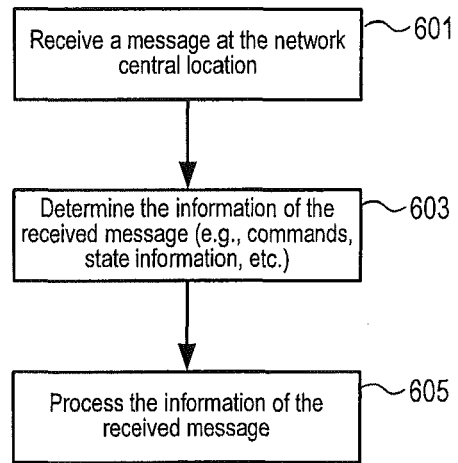 Receive a message at the network
central location
601
Determine the information of the
received message (e.g., commands,
state information, etc.)
603
Process the information of the
received message
605